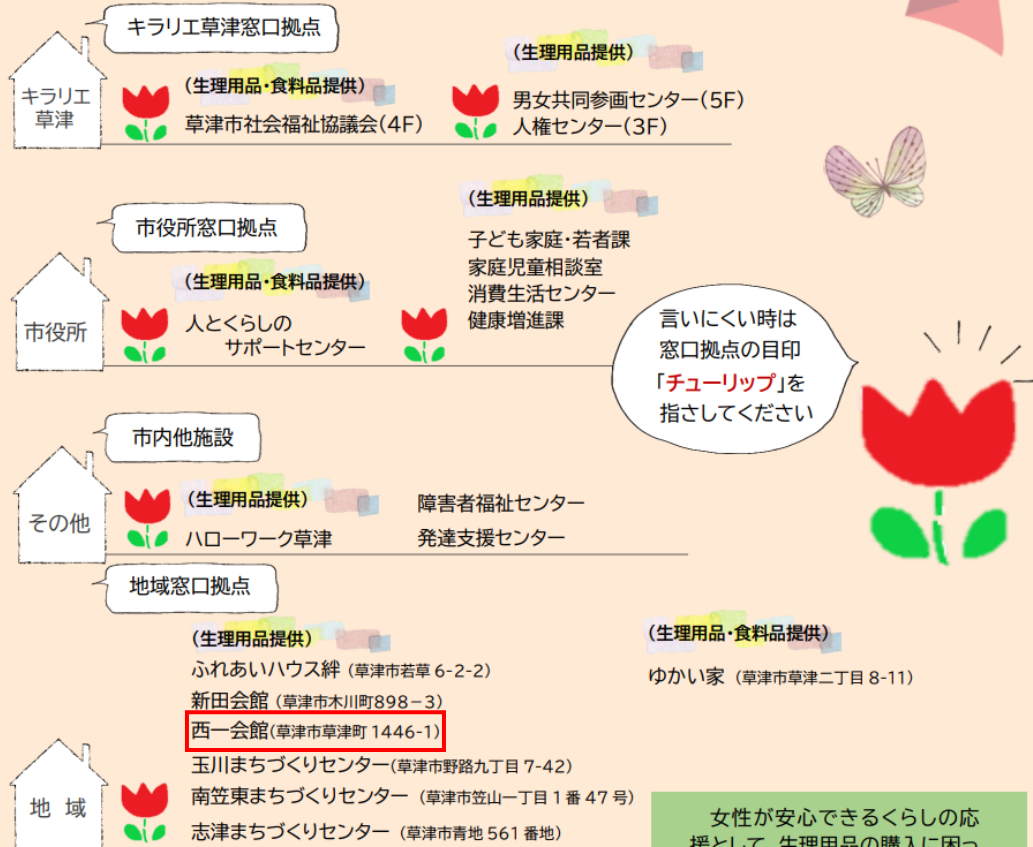 キラリエ草津窓口拠点
キラリエ
草津
(生理用品・食料品提供)
草津市社会福祉協議会(4F)
(生理用品提供)
男女共同参画センター(5F)
人権センター(3F)
市役所窓口拠点
市役所
(生理用品・食料品提供)
人とくらしの
サポートセンター
(生理用品提供)
子ども家庭・若者課
家庭児童相談室
消費生活センター
健康増進課
言いにくい時は
窓口拠点の目印
「チューリップ」を
指さしてください
市内他施設
その他
(生理用品提供)
ハローワーク草津
障害者福祉センター
発達支援センター
地域窓口拠点
地 域
(生理用品提供)
ふれあいハウス絆 (草津市若草 6-2-2)
新田会館 (草津市木川町898-3)
西一会館(草津市草津町 1446-1)
玉川まちづくりセンター(草津市野路九丁目 7-42)
南笠東まちづくりセンター (草津市笠山一丁目 1 番 47 号)
志津まちづくりセンター (草津市青地 561 番地)
(生理用品・食料品提供)
ゆかい家 (草津市草津二丁目 8-11)
女性が安心できるくらしの応
援として、生理用品の購入に困っ